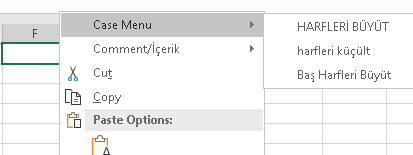 F
Case Menu
Comment/İçerik
Cut
Copy
Paste Options:
A
HARFLERİ BÜYÜT
harfleri küçült
Baş Harfleri Büyüt